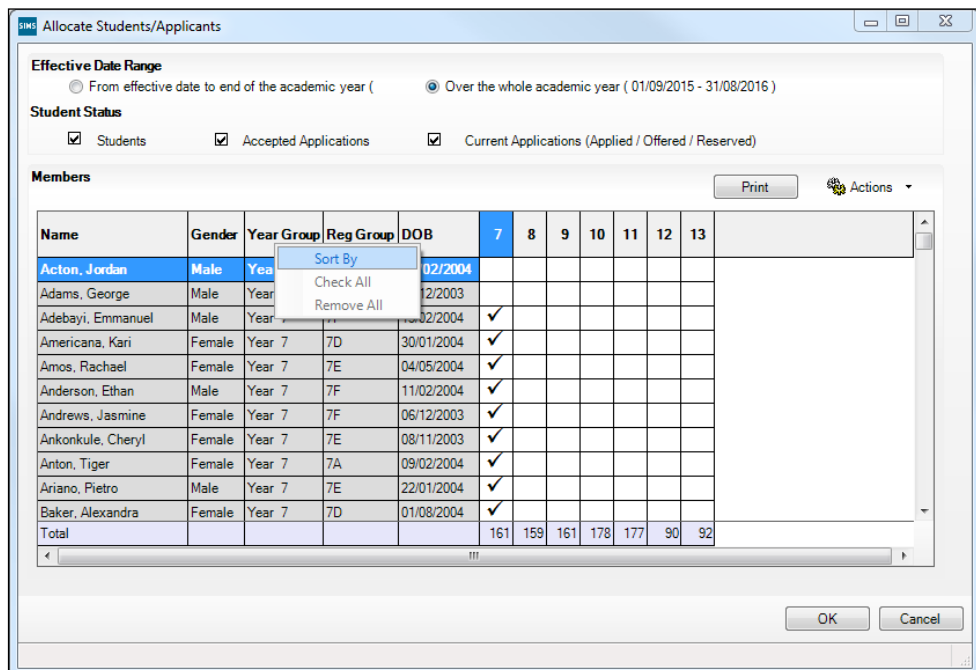 SIMS Allocate Students/Applicants
Effective Date Range
From effective date to end of the academic year ( Over the whole academic year ( 01/09/2015 - 31/08/2016 )
Student Status
Students Accepted Applications Current Applications (Applied / Offered / Reserved)
Members
Print Actions
Name Gender Year Group Reg Group DOB 7 8 9 10 11 12 13
Sort By
Check All
Remove All
Acton, Jordan Male Yea 02/2004
Adams, George Male Year 12/2003
Adebayi, Emmanuel Male Year 02/2004
Americana, Kari Female Year 7 7D 30/01/2004
Amos, Rachael Female Year 7 7E 04/05/2004
Anderson, Ethan Male Year 7 7F 11/02/2004
Andrews, Jasmine Female Year 7 7F 06/12/2003
Ankonkule, Cheryl Female Year 7 7E 08/11/2003
Anton, Tiger Female Year 7 7A 09/02/2004
Ariano, Pietro Male Year 7 7E 22/01/2004
Baker, Alexandra Female Year 7 7D 01/08/2004
Total 161 159 161 178 177 90 92
OK Cancel